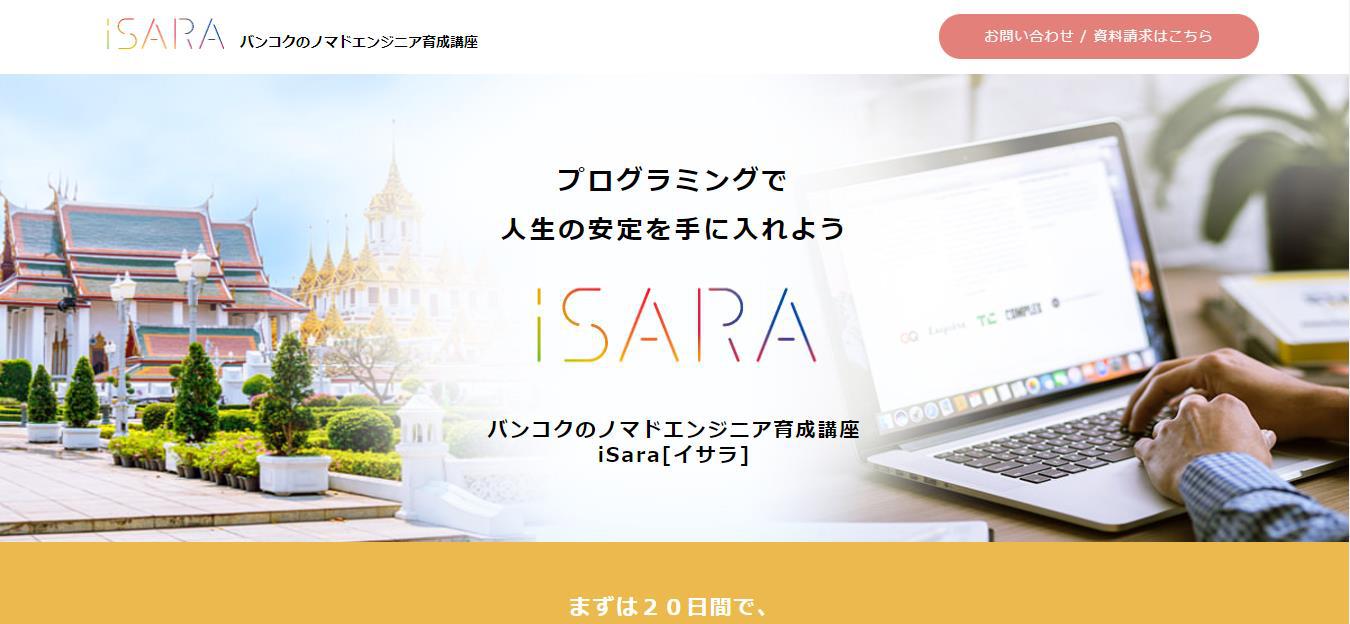 iSARA
バンコクのノマドエンジニア育成講座
お問い合わせ / 資料請求はこちら
プログラミングで
人生の安定を手に入れよう
iSARA
GQ Esquire TC COMPLEX
バンコクのノマドエンジニア育成講座
iSara[イサラ]
まずは２０日間で、